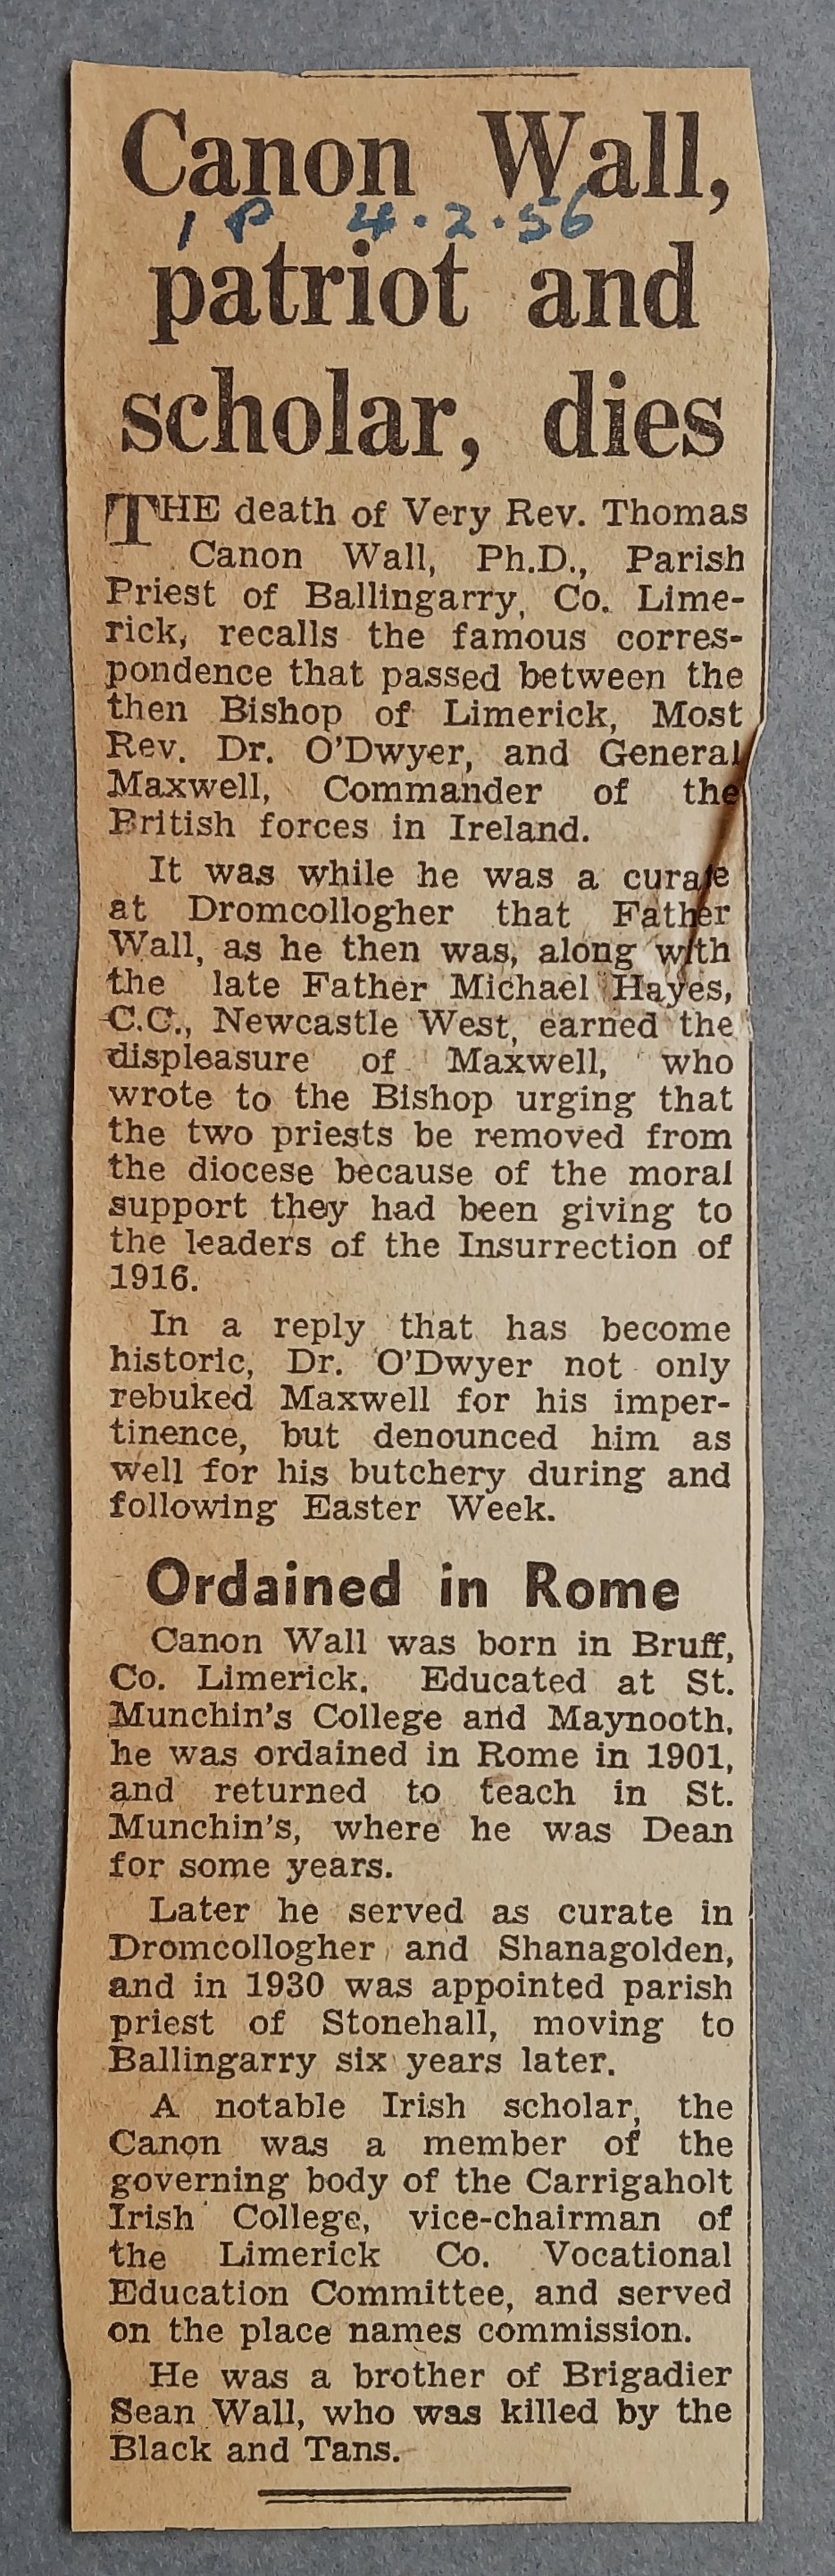 Canon Wall,
IP 4.2.56
patriot and
scholar, dies
THE death of Very Rev. Thomas
Canon Wall, Ph.D., Parish
Priest of Ballingarry, Co. Lime-
rick, recalls the famous corres-
pondence that passed between the
then Bishop of Limerick, Most
Rev. Dr. O'Dwyer, and General
Maxwell, Commander of the
British forces in Ireland.
It was while he was a curate
at Dromcollogher that Father
Wall, as he then was, along with
the late Father Michael Hayes,
C.C., Newcastle West, earned the
displeasure of Maxwell, who
wrote to the Bishop urging that
the two priests be removed from
the diocese because of the moral
support they had been giving to
the leaders of the Insurrection of
1916.
In a reply that has become
historic, Dr. O'Dwyer not only
rebuked Maxwell for his imper-
tinence, but denounced him as
well for his butchery during and
following Easter Week.
Ordained in Rome
Canon Wall was born in Bruff,
Co. Limerick. Educated at St.
Munchin's College and Maynooth,
he was ordained in Rome in 1901,
and returned to teach in St.
Munchin's, where he was Dean
for some years.
Later he served as curate in
Dromcollogher and Shanagolden,
and in 1930 was appointed parish
priest of Stonehall, moving to
Ballingarry six years later.
A notable Irish scholar, the
Canon was a member of the
governing body of the Carrigaholt
Irish College, vice-chairman of
the Limerick Co. Vocational
Education Committee, and served
on the place names commission.
He was a brother of Brigadier
Sean Wall, who was killed by the
Black and Tans.